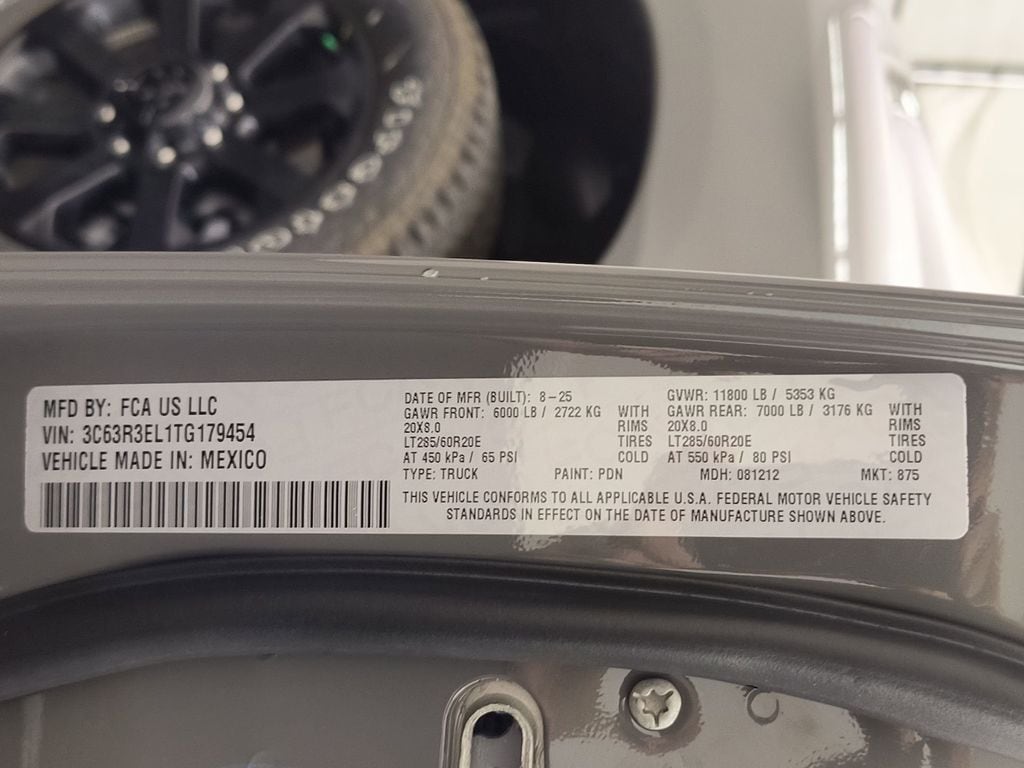 MFD BY: FCA US LLC
VIN: 3C63R3EL1TG179454
VEHICLE MADE IN: MEXICO
DATE OF MFR (BUILT): 8-25
GAWR FRONT: 6000 LB / 2722 KG WITH
20X8.0 RIMS
LT285/60R20E TIRES
AT 450 kPa / 65 PSI COLD
GVWR: 11800 LB / 5353 KG
GAWR REAR: 7000 LB / 3176 KG WITH
20X8.0 RIMS
LT285/60R20E TIRES
AT 550 kPa / 80 PSI COLD
TYPE: TRUCK PAINT: PDN MDH: 081212 MKT: 875
THIS VEHICLE CONFORMS TO ALL APPLICABLE U.S.A. FEDERAL MOTOR VEHICLE SAFETY
STANDARDS IN EFFECT ON THE DATE OF MANUFACTURE SHOWN ABOVE.